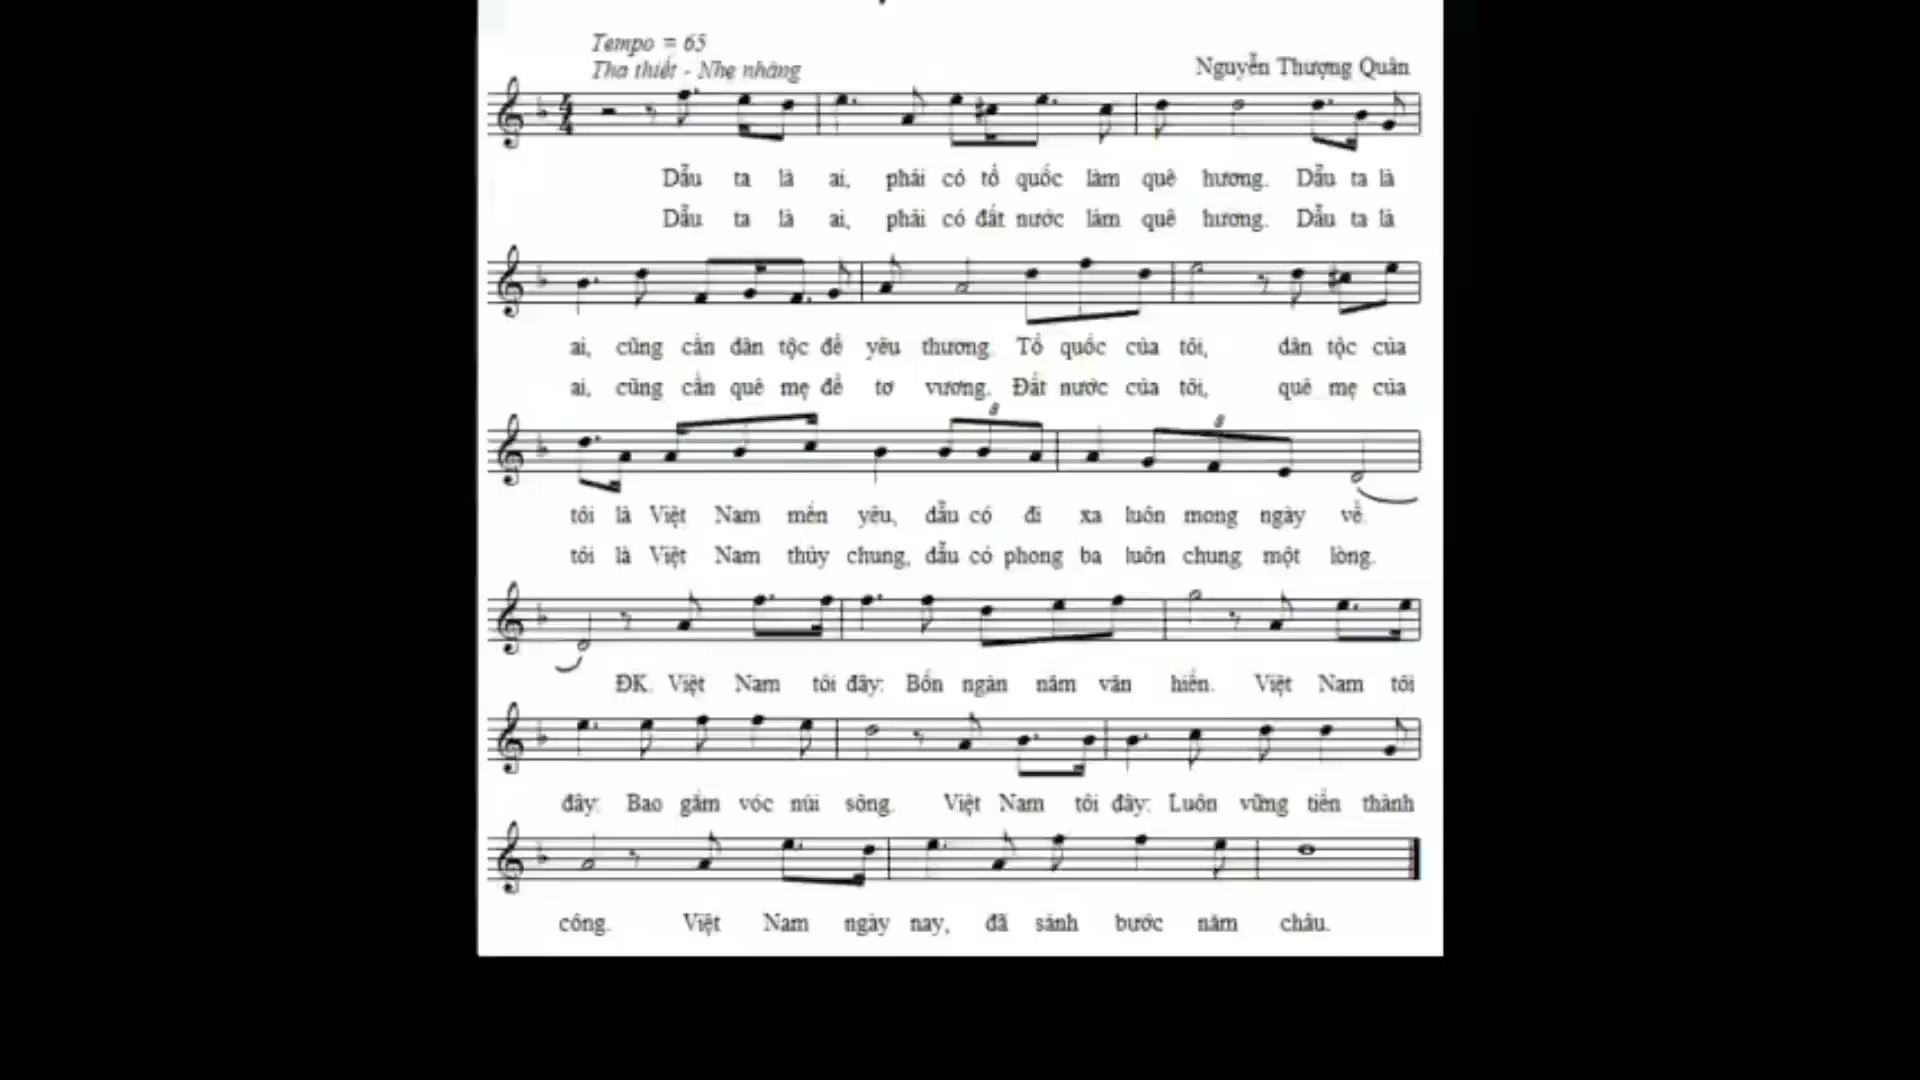 Tempo = 65
Tha thiết - Nhẹ nhàng
Nguyễn Thượng Quân
Dẫu ta là ai, phải có tổ quốc làm quê hương. Dẫu ta là
Dẫu ta là ai, phải có đất nước làm quê hương. Dẫu ta là
ai, cũng cần dân tộc để yêu thương. Tổ quốc của tôi, dân tộc của
ai, cũng cần quê mẹ để tơ vương. Đất nước của tôi, quê mẹ của
8
8
tôi là Việt Nam mến yêu, dẫu có đi xa luôn mong ngày về.
tôi là Việt Nam thủy chung, dẫu có phong ba luôn chung một lòng.
ĐK. Việt Nam tôi đây: Bốn ngàn năm văn hiến. Việt Nam tôi
đây: Bao gấm vóc núi sông. Việt Nam tôi đây: Luôn vững tiến thành
công. Việt Nam ngày nay, đã sánh bước năm châu.